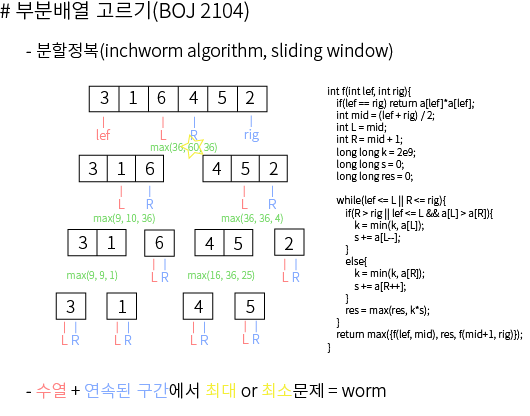 # 부분배열 고르기(BOJ 2104)
- 분할정복(inchworm algorithm, sliding window)
3 1 6 4 5 2
lef L R rig
max(36, 60, 36)
3 1 6 4 5 2
L R L R
max(9, 10, 36) max(36, 36, 4)
3 1 6 4 5 2
L R L R
max(9, 9, 1) max(16, 36, 25)
3 1 4 5
L R L R L R L R
int f(int lef, int rig){
if(lef == rig) return a[lef]*a[lef];
int mid = (lef + rig) / 2;
int L = mid;
int R = mid + 1;
long long k = 2e9;
long long s = 0;
long long res = 0;
while(lef <= L || R <= rig){
if(R > rig || lef <= L && a[L] > a[R]){
k = min(k, a[L]);
s += a[L--];
}
else{
k = min(k, a[R]);
s += a[R++];
}
res = max(res, k*s);
}
return max({f(lef, mid), res, f(mid+1, rig)});
}
- 수열 + 연속된 구간에서 최대 or 최소문제 = worm